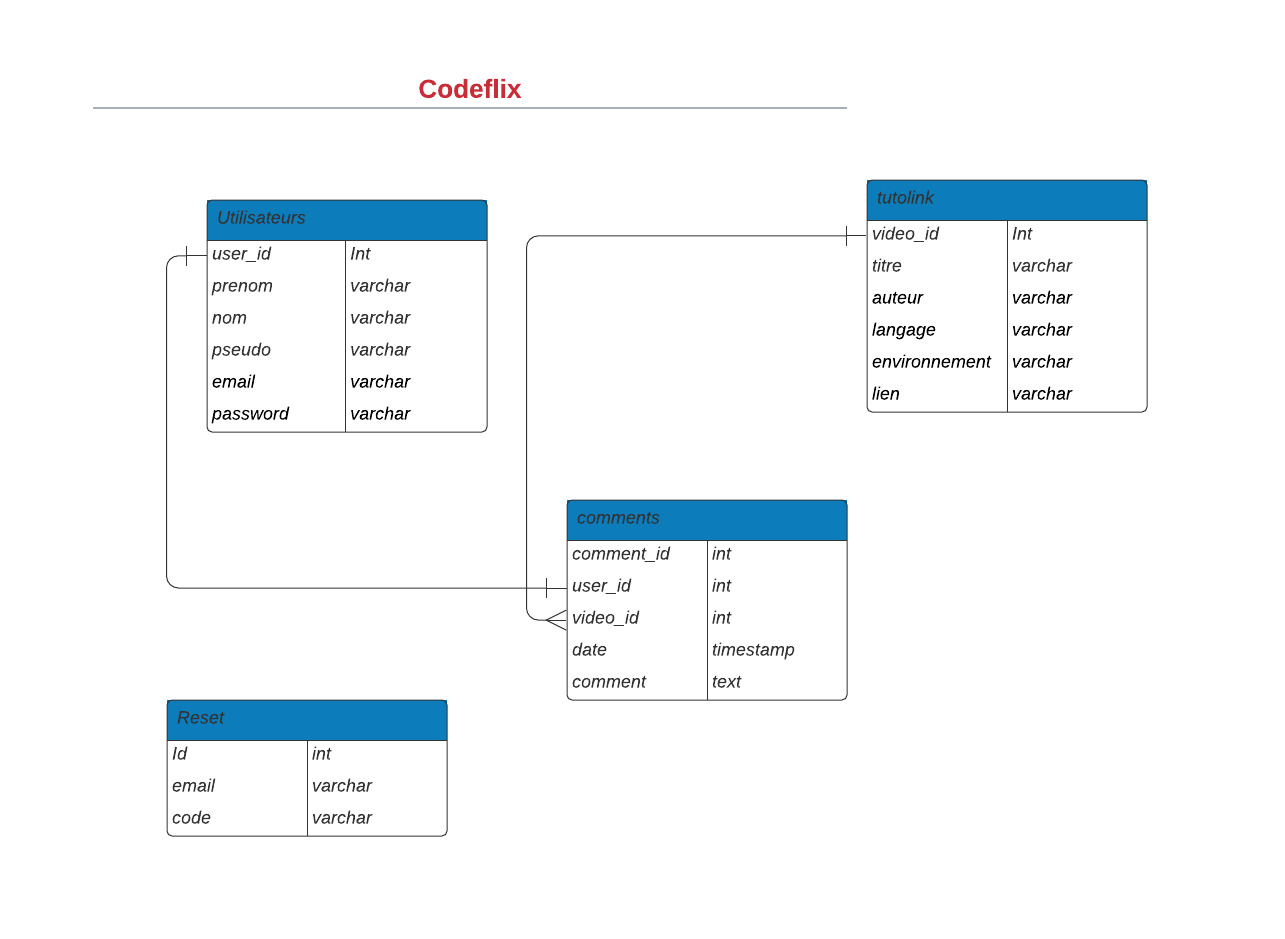 Codeflix
Utilisateurs
user_id Int
prenom varchar
nom varchar
pseudo varchar
email varchar
password varchar
tutolink
video_id Int
titre varchar
auteur varchar
langage varchar
environnement varchar
lien varchar
comments
comment_id int
user_id int
video_id int
date timestamp
comment text
Reset
Id int
email varchar
code varchar